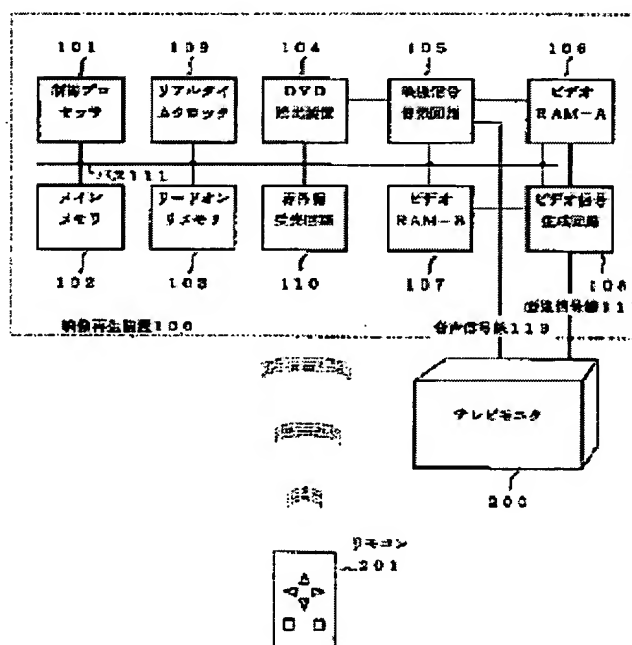 101 109 104 105 106
制御プロ
セッサ
リアルタイ
ムクロック
DVD
読出装置
映像信号
ビデオ
RAM-A
バス111
メイン
メモリ
リードオン
リメモリ
赤外線
受光回路
ビデオ
RAM-B
ビデオ信号
生成回路
102 103 110 107 108
映像再生装置100
音声信号線113
テレビモニタ
200
リモコン
201